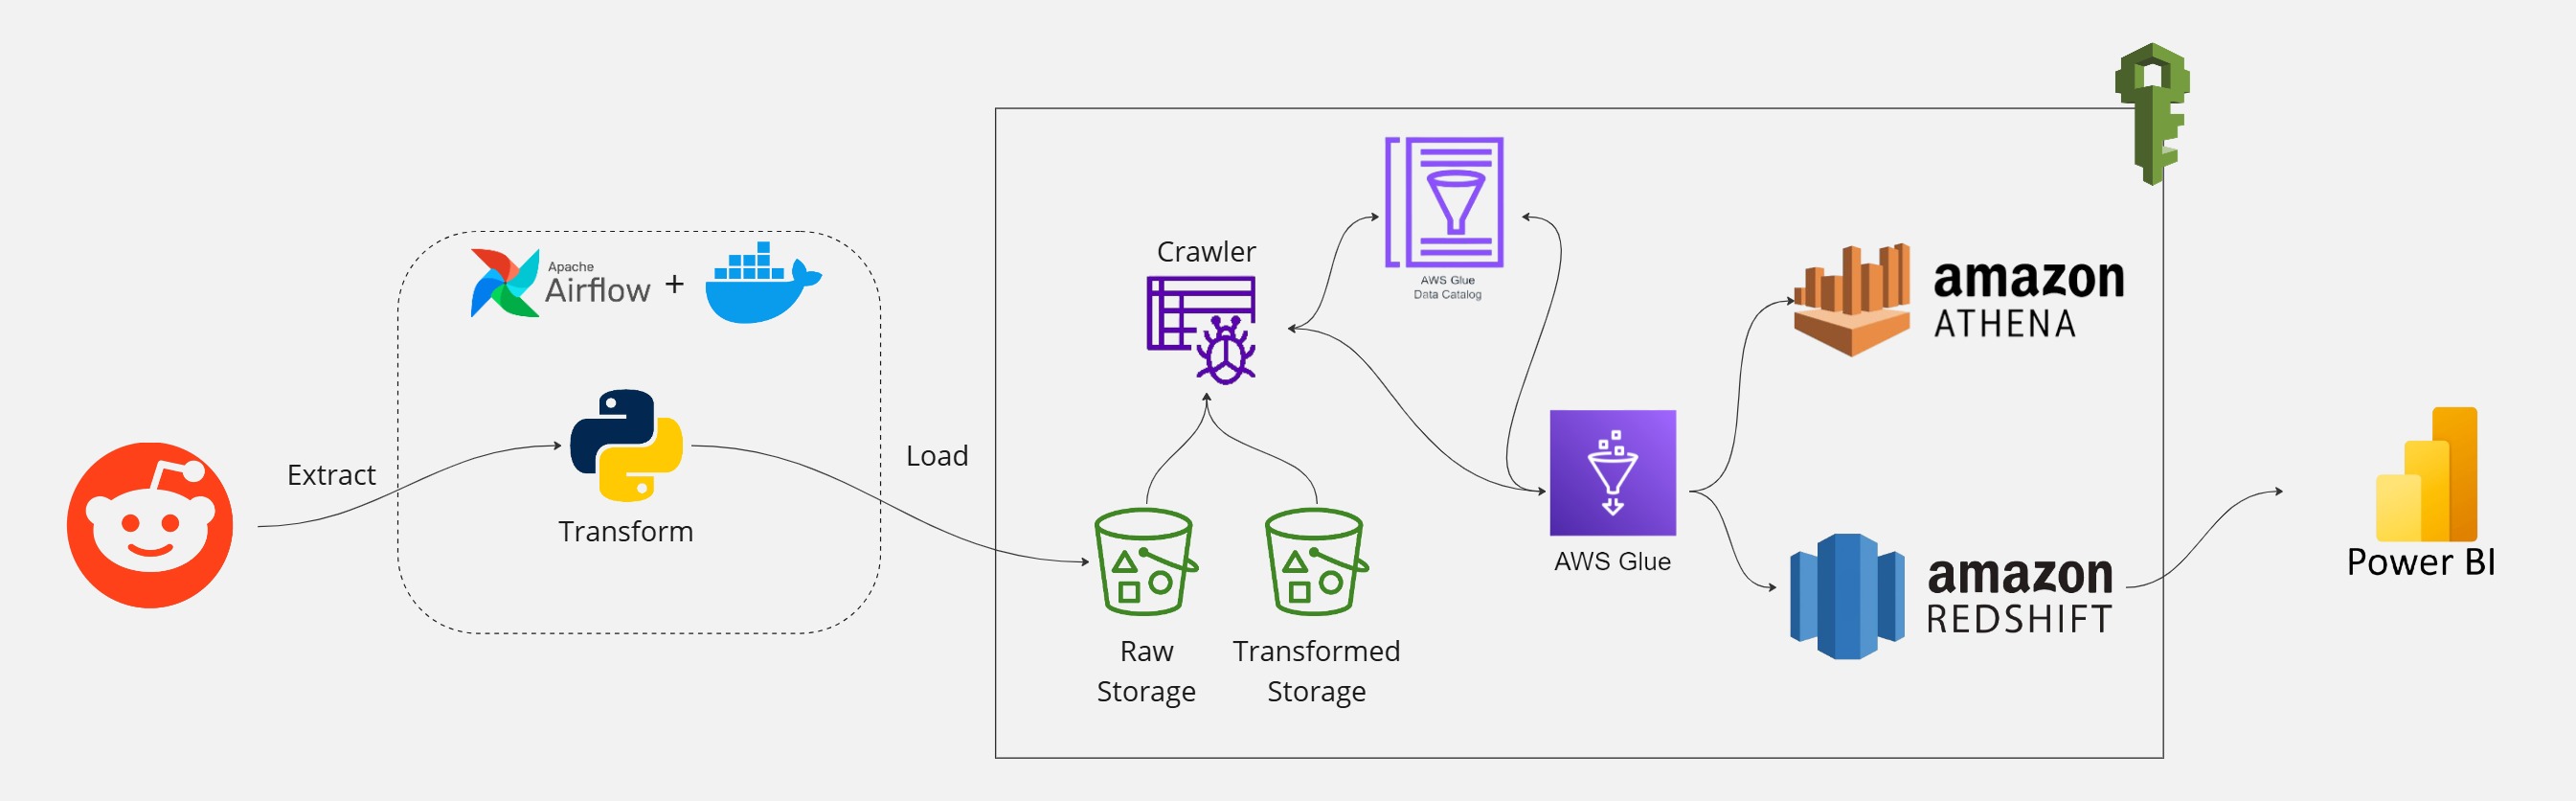 Apache
Airflow
+
Extract
Transform
Load
Crawler
AWS Glue
Data Catalog
Raw
Storage
Transformed
Storage
AWS Glue
amazon
ATHENA
amazon
REDSHIFT
Power BI